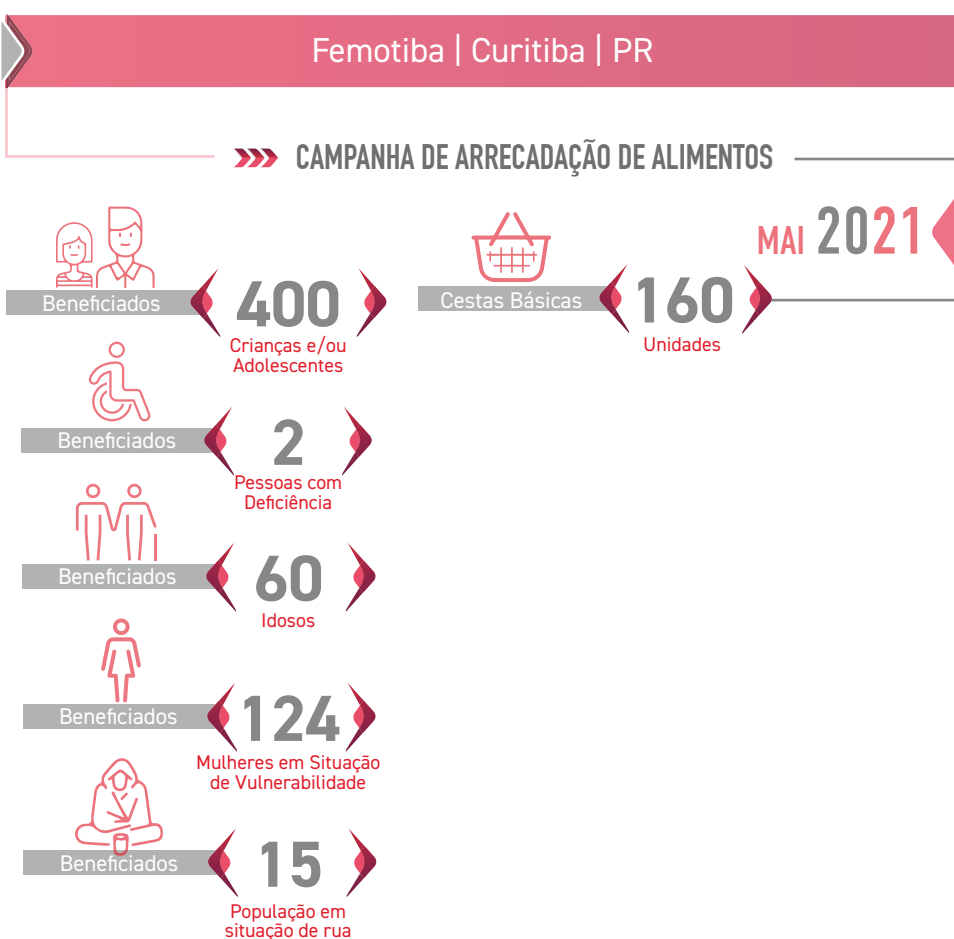 Femotiba | Curitiba | PR
CAMPANHA DE ARRECADAÇÃO DE ALIMENTOS
MAI 2021
Beneficiados
400
Crianças e/ou
Adolescentes
Cestas Básicas
160
Unidades
Beneficiados
2
Pessoas com
Deficiência
Beneficiados
60
Idosos
Beneficiados
124
Mulheres em Situação
de Vulnerabilidade
Beneficiados
15
População em
situação de rua